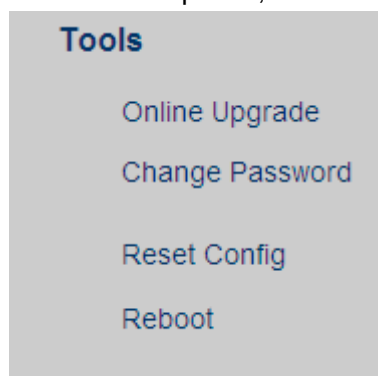 Tools
Online Upgrade
Change Password
Reset Config
Reboot